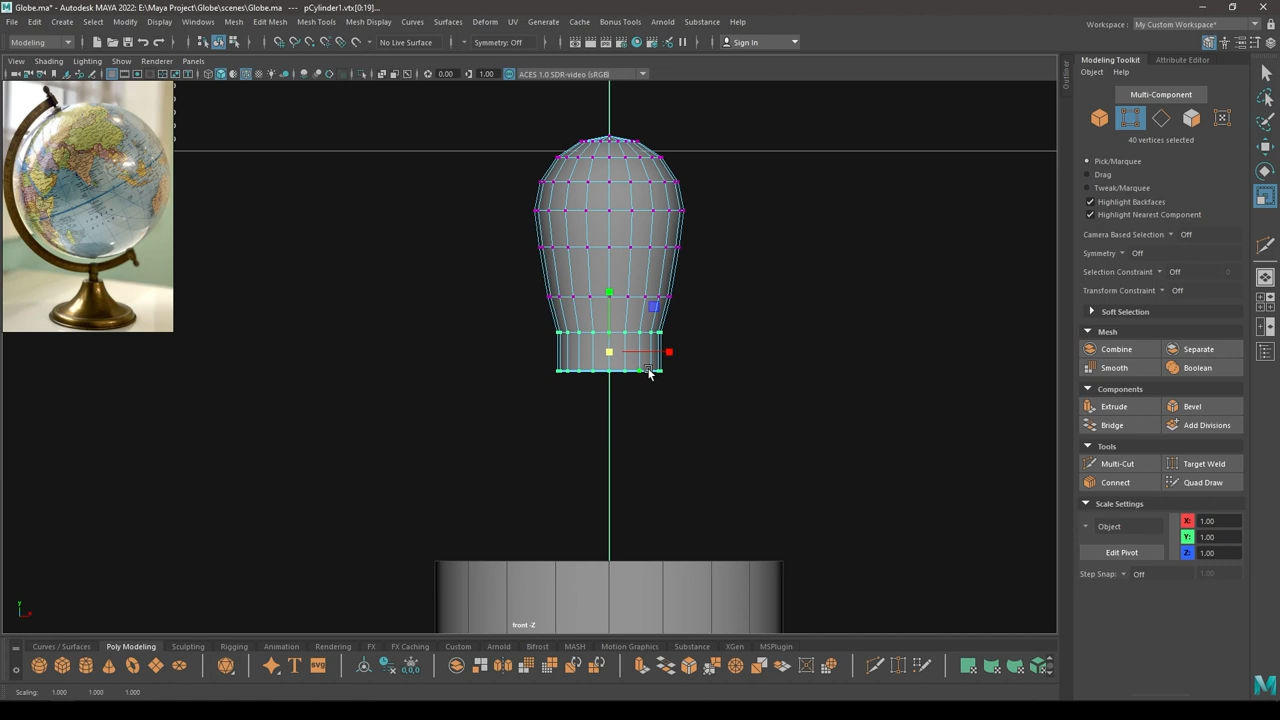 Globe.ma* - Autodesk MAYA 2022: E:\Maya Project\Globe\scenes\Globe.ma --- pCylinder1.vtx[0:19]...
File Edit Create Select Modify Display Windows Mesh Edit Mesh Mesh Tools Mesh Display Curves Surfaces Deform UV Generate Cache Bonus Tools Arnold Substance Help
Workspace: My Custom Workspace*
Modeling
No Live Surface
Symmetry: Off
Sign In
View Shading Lighting Show Renderer Panels
0.00
1.00
ACES 1.0 SDR-video (sRGB)
Outliner
Modeling Toolkit Attribute Editor
Object Help
Multi-Component
40 vertices selected
Pick/Marquee
Drag
Tweak/Marquee
Highlight Backfaces
Highlight Nearest Component
Camera Based Selection Off
Symmetry Off
Selection Constraint Off 0
Transform Constraint Off
Soft Selection
Mesh
Combine Separate
Smooth Boolean
Components
Extrude Bevel
Bridge Add Divisions
Tools
Multi-Cut Target Weld
Connect Quad Draw
Scale Settings
Object
X: 1.00
Y: 1.00
Edit Pivot
Z: 1.00
Step Snap: Off 1.00
y
x
front -Z
Curves / Surfaces Poly Modeling Sculpting Rigging Animation Rendering FX FX Caching Custom Arnold Bifrost MASH Motion Graphics Substance XGen MSPlugin
T SVG
0,0,0
Scaling: 1.000 1.000 1.000